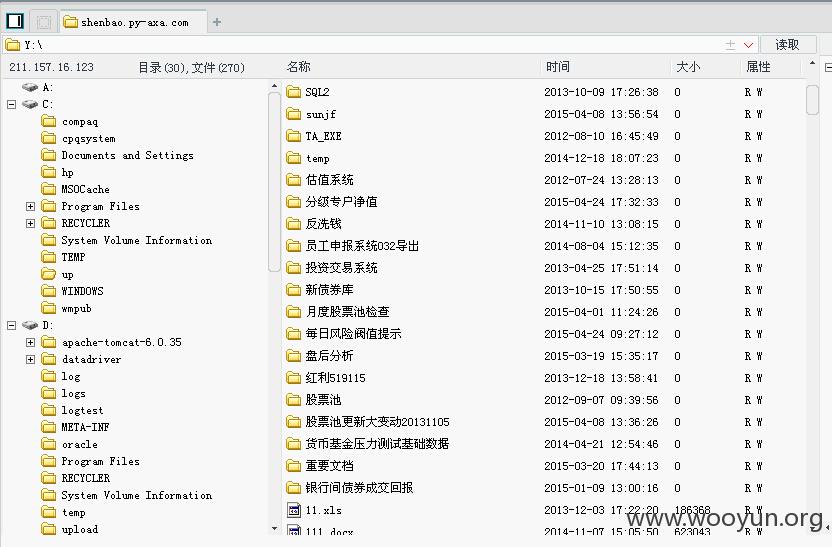 shenbao.py-axa.com
Y:\
读取
211.157.16.123 目录(30),文件(270)
名称 时间 大小 属性
A:
C:
compaq
cpqsystem
Documents and Settings
hp
MSOCache
Program Files
RECYCLER
System Volume Information
TEMP
up
WINDOWS
wmpub
D:
apache-tomcat-6.0.35
datadriver
log
logs
logtest
META-INF
oracle
Program Files
RECYCLER
System Volume Information
temp
upload
SQL2 2013-10-09 17:26:38 0 R W
sunjf 2015-04-08 13:56:54 0 R W
TA_EXE 2012-08-10 16:45:49 0 R W
temp 2014-12-18 18:07:23 0 R W
估值系统 2012-07-24 13:28:13 0 R W
分级专户净值 2015-04-24 17:32:33 0 R W
反洗钱 2014-11-10 13:08:15 0 R W
员工申报系统032导出 2014-08-04 15:12:35 0 R W
投资交易系统 2013-04-25 17:51:14 0 R W
新债券库 2013-10-15 17:50:55 0 R W
月度股票池检查 2015-04-01 11:24:26 0 R W
每日风险阀值提示 2015-04-24 09:27:12 0 R W
盘后分析 2015-03-19 15:35:17 0 R W
红利519115 2013-12-18 13:58:41 0 R W
股票池 2012-09-07 09:39:56 0 R W
股票池更新大变动20131105 2015-04-08 13:36:26 0 R W
货币基金压力测试基础数据 2014-04-21 12:54:46 0 R W
重要文档 2015-03-20 17:44:13 0 R W
银行间债券成交回报 2015-01-09 13:00:16 0 R W
11.xls 2013-12-03 17:22:20 186368 R W
111.docx 2014-11-07 15:05:50 623043 R W
www.wooyun.org